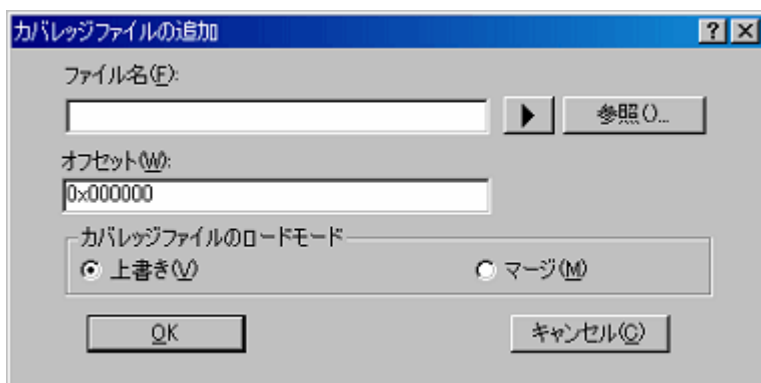 カバレッジファイルの追加
ファイル名(F):
参照()...
オフセット(W):
0x000000
カバレッジファイルのロードモード
上書き(V) マージ(M)
OK キャンセル(C)